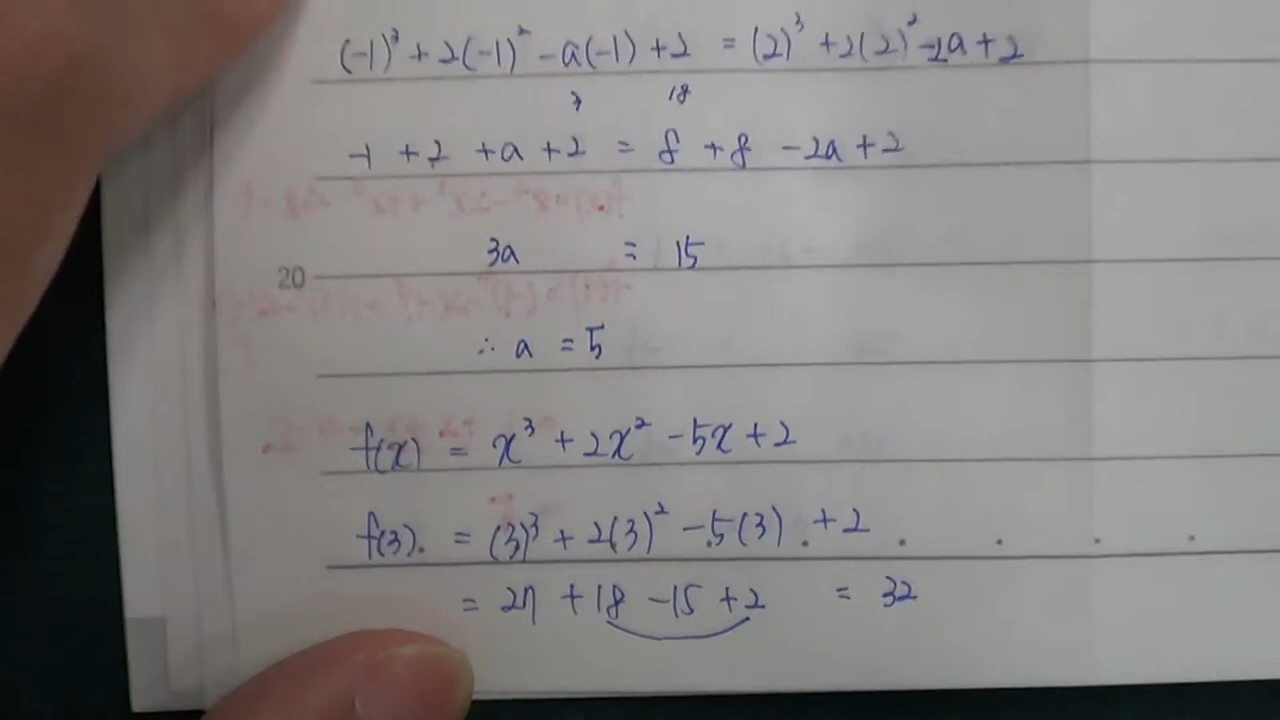 (-1)³ + 2(-1)² - a(-1) + 2 = (2)³ + 2(2)² - 2a + 2
3 18
-1 + 2 + a + 2 = 8 + 8 - 2a + 2
3a = 15
20
∴ a = 5
f(x) = x³ + 2x² - 5x + 2
f(3) = (3)³ + 2(3)² - 5(3) + 2
= 27 + 18 - 15 + 2 = 32